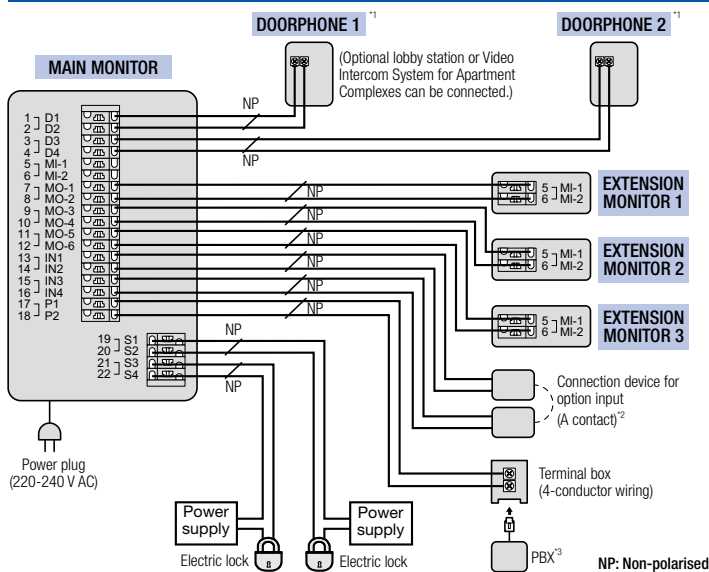 DOORPHONE 1 *1
DOORPHONE 2 *1
MAIN MONITOR
(Optional lobby station or Video
Intercom System for Apartment
Complexes can be connected.)
NP
1 D1
2 D2
3 D3
4 D4
5 MI-1
6 MI-2
7 MO-1
8 MO-2
9 MO-3
10 MO-4
11 MO-5
12 MO-6
13 IN1
14 IN2
15 IN3
16 IN4
17 P1
18 P2
NP
NP
NP
NP
NP
NP
NP
5 MI-1
6 MI-2
EXTENSION
MONITOR 1
5 MI-1
6 MI-2
EXTENSION
MONITOR 2
5 MI-1
6 MI-2
EXTENSION
MONITOR 3
19 S1
20 S2
21 S3
22 S4
NP
NP
Connection device for
option input
(A contact)*2
Power plug
(220-240 V AC)
Terminal box
(4-conductor wiring)
Power
supply
Power
supply
Electric lock
Electric lock
PBX*3
NP: Non-polarised